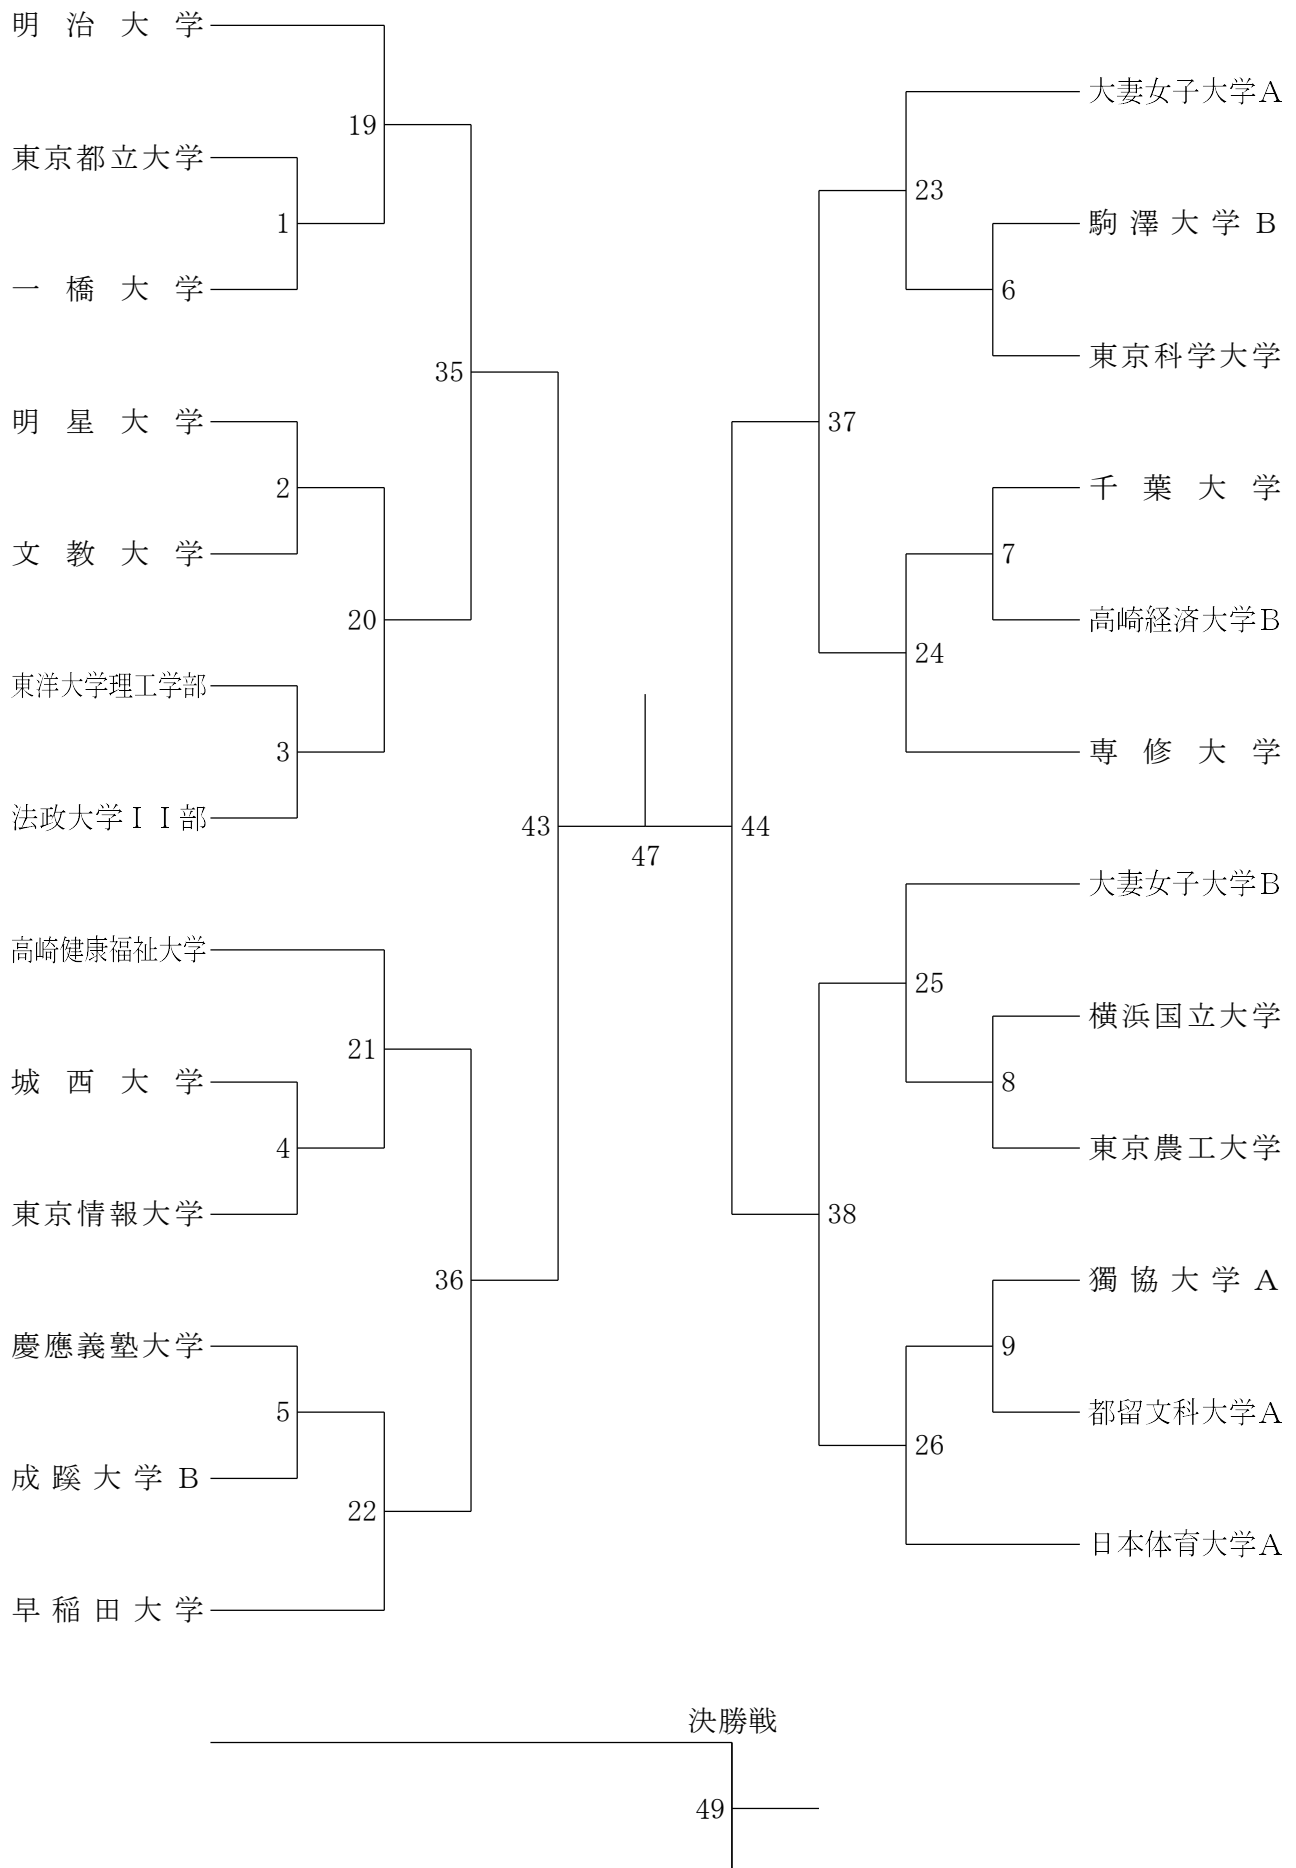 明治大学
19
東京都立大学
1
一橋大学
35
明星大学
2
文教大学
20
東洋大学理工学部
3
法政大学ＩＩ部
43
高崎健康福祉大学
21
城西大学
4
東京情報大学
36
慶應義塾大学
5
成蹊大学B
22
早稲田大学
47
大妻女子大学A
23
駒澤大学B
6
東京科学大学
37
千葉大学
7
高崎経済大学B
24
専修大学
44
大妻女子大学B
25
横浜国立大学
8
東京農工大学
38
獨協大学A
9
都留文科大学A
26
日本体育大学A
決勝戦
49